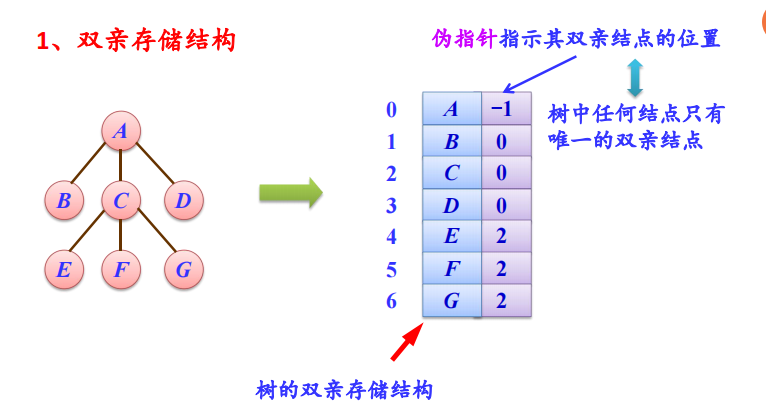 1、双亲存储结构
伪指针指示其双亲结点的位置
树中任何结点只有
唯一的双亲结点
A
B C D
E F G
0 A -1
1 B 0
2 C 0
3 D 0
4 E 2
5 F 2
6 G 2
树的双亲存储结构